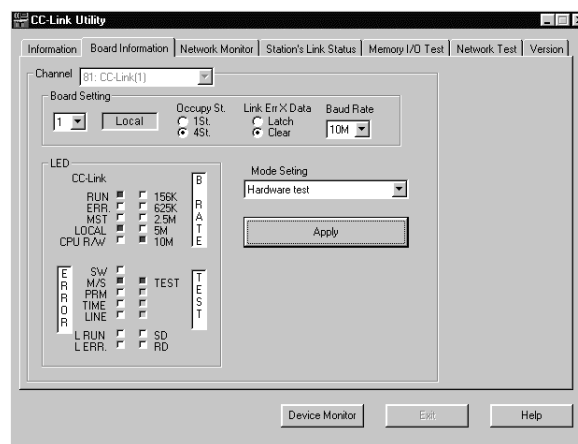 CC-Link Utility
Information Board Information Network Monitor Station's Link Status Memory I/O Test Network Test Version
Channel 81: CC-Link(1)
Board Setting
Occupy St. Link Err X Data Baud Rate
1 Local 1St. Latch 10M
4St. Clear
LED
CC-Link
Mode Seting
RUN 156K
Hardware test
ERR. 625K
MST 2.5M
LOCAL 5M
CPU R/W 10M
B RATE
Apply
SW
M/S TEST
PRM
TIME
LINE
ERROR
TEST
L RUN SD
L ERR. RD
Device Monitor Exit Help